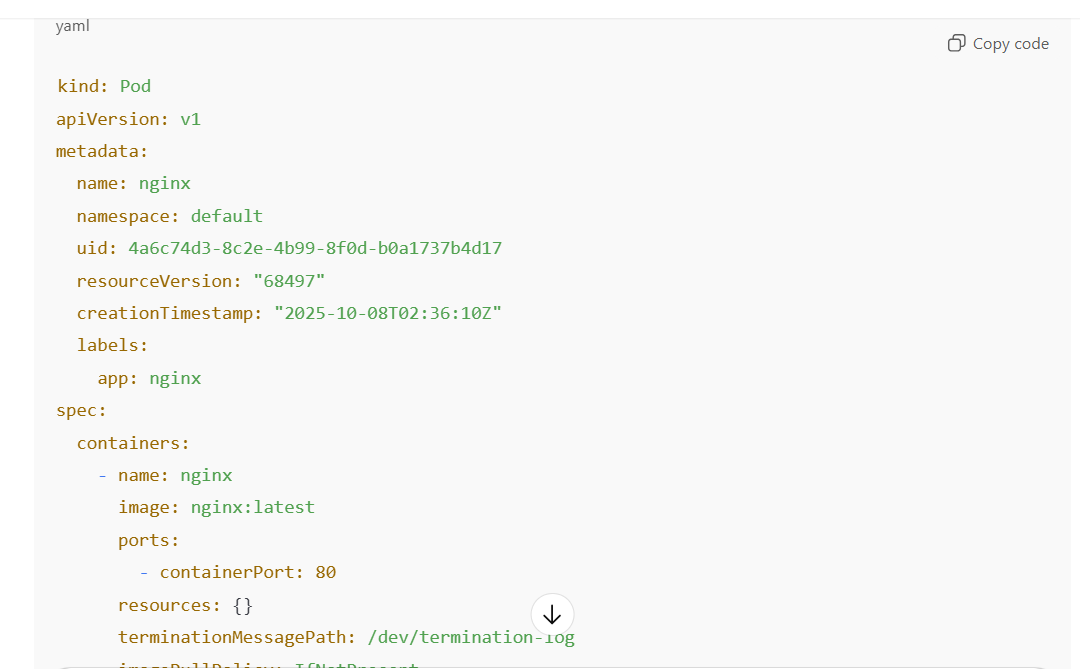 yaml
Copy code
kind: Pod
apiVersion: v1
metadata:
  name: nginx
  namespace: default
  uid: 4a6c74d3-8c2e-4b99-8f0d-b0a1737b4d17
  resourceVersion: "68497"
  creationTimestamp: "2025-10-08T02:36:10Z"
  labels:
    app: nginx
spec:
  containers:
    - name: nginx
      image: nginx:latest
      ports:
        - containerPort: 80
      resources: {}
      terminationMessagePath: /dev/termination-log
      imagePullPolicy: IfNotPresent